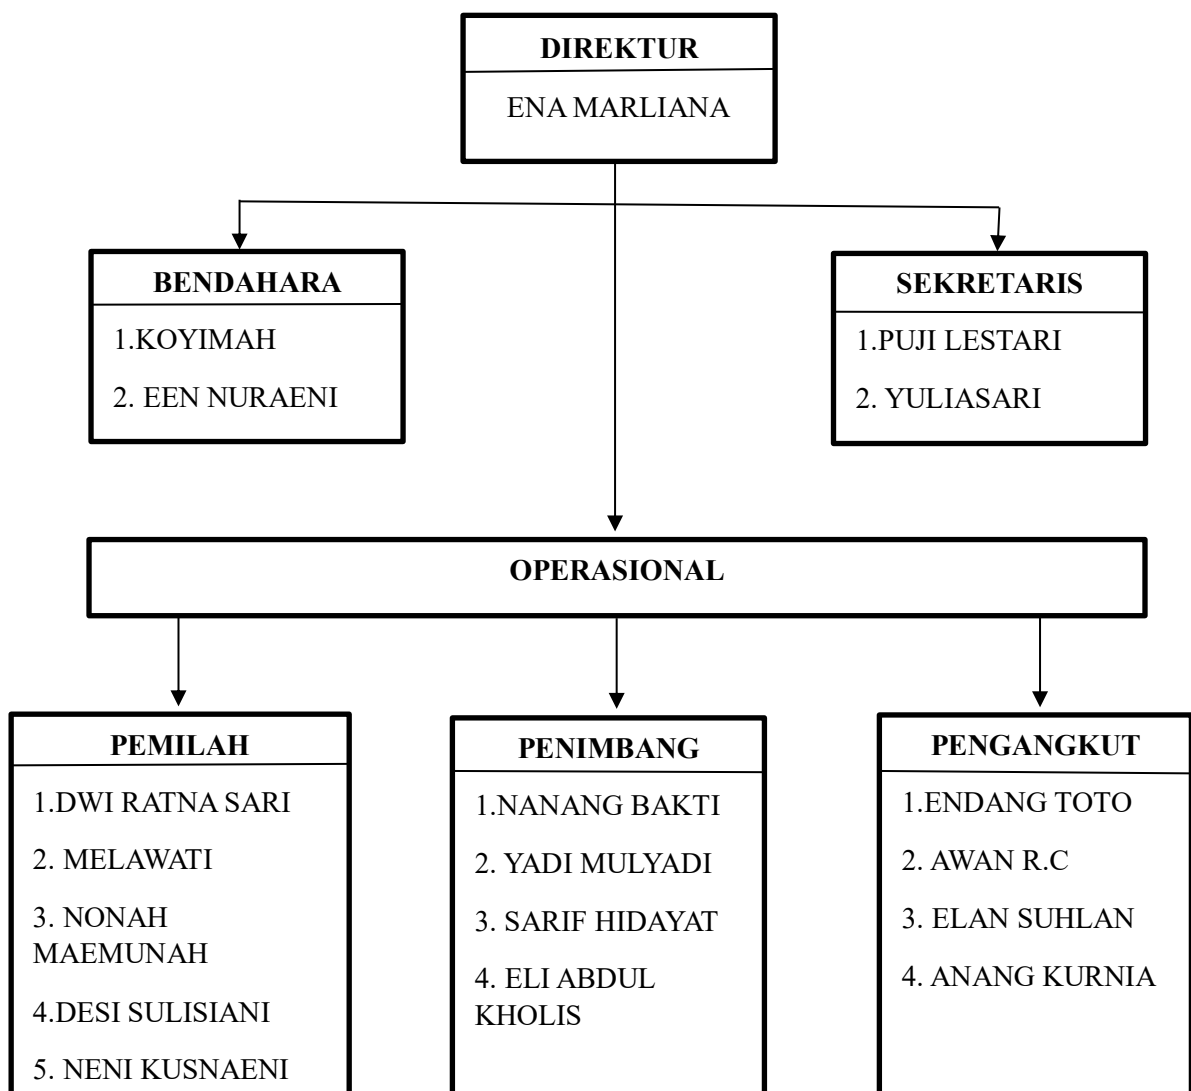 DIREKTUR
ENA MARLIANA
BENDAHARA
1.KOYIMAH
2. EEN NURAENI
SEKRETARIS
1.PUJI LESTARI
2. YULIASARI
OPERASIONAL
PEMILAH
1.DWI RATNA SARI
2. MELAWATI
3. NONAH
MAEMUNAH
4.DESI SULISIANI
5. NENI KUSNAENI
PENIMBANG
1.NANANG BAKTI
2. YADI MULYADI
3. SARIF HIDAYAT
4. ELI ABDUL
KHOLIS
PENGANGKUT
1.ENDANG TOTO
2. AWAN R.C
3. ELAN SUHLAN
4. ANANG KURNIA